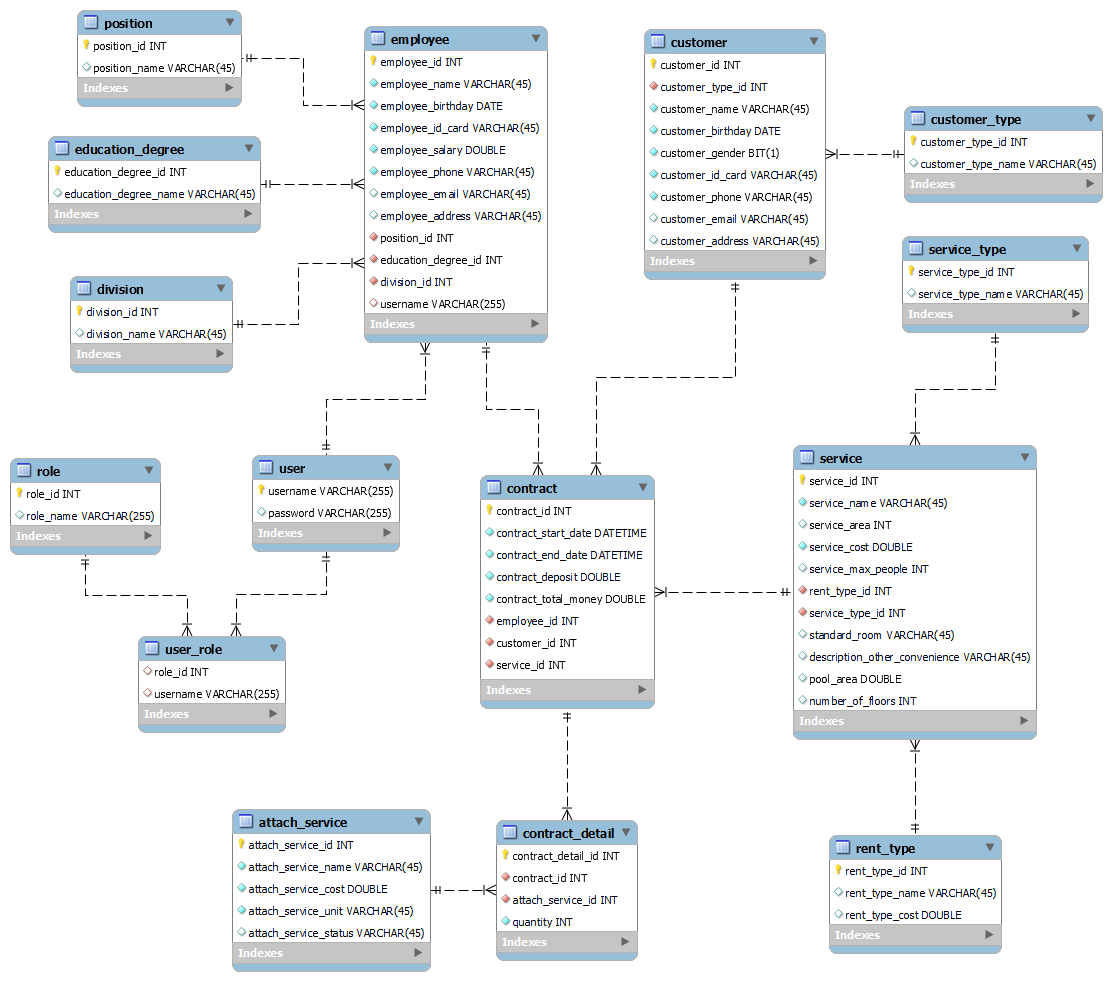 position
position_id INT
position_name VARCHAR(45)
Indexes
education_degree
education_degree_id INT
education_degree_name VARCHAR(45)
Indexes
division
division_id INT
division_name VARCHAR(45)
Indexes
employee
employee_id INT
employee_name VARCHAR(45)
employee_birthday DATE
employee_id_card VARCHAR(45)
employee_salary DOUBLE
employee_phone VARCHAR(45)
employee_email VARCHAR(45)
employee_address VARCHAR(45)
position_id INT
education_degree_id INT
division_id INT
username VARCHAR(255)
Indexes
customer
customer_id INT
customer_type_id INT
customer_name VARCHAR(45)
customer_birthday DATE
customer_gender BIT(1)
customer_id_card VARCHAR(45)
customer_phone VARCHAR(45)
customer_email VARCHAR(45)
customer_address VARCHAR(45)
Indexes
customer_type
customer_type_id INT
customer_type_name VARCHAR(45)
Indexes
service_type
service_type_id INT
service_type_name VARCHAR(45)
Indexes
role
role_id INT
role_name VARCHAR(255)
Indexes
user
username VARCHAR(255)
password VARCHAR(255)
Indexes
user_role
role_id INT
username VARCHAR(255)
Indexes
contract
contract_id INT
contract_start_date DATETIME
contract_end_date DATETIME
contract_deposit DOUBLE
contract_total_money DOUBLE
employee_id INT
customer_id INT
service_id INT
Indexes
service
service_id INT
service_name VARCHAR(45)
service_area INT
service_cost DOUBLE
service_max_people INT
rent_type_id INT
service_type_id INT
standard_room VARCHAR(45)
description_other_convenience VARCHAR(45)
pool_area DOUBLE
number_of_floors INT
Indexes
attach_service
attach_service_id INT
attach_service_name VARCHAR(45)
attach_service_cost DOUBLE
attach_service_unit VARCHAR(45)
attach_service_status VARCHAR(45)
Indexes
contract_detail
contract_detail_id INT
contract_id INT
attach_service_id INT
quantity INT
Indexes
rent_type
rent_type_id INT
rent_type_name VARCHAR(45)
rent_type_cost DOUBLE
Indexes